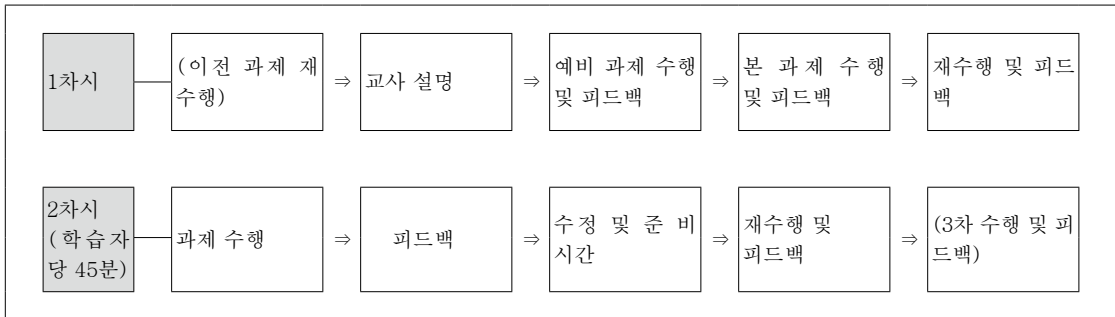 1차시
(이전 과제 재
수행)
⇒
교사 설명
⇒
예비 과제 수행
및 피드백
⇒
본 과제 수행
및 피드백
⇒
재수행 및 피드
백
2차시
(학습자
당 45분)
과제 수행
⇒
피드백
⇒
수정 및 준비
시간
⇒
재수행 및
피드백
⇒
(3차 수행 및 피
드백)